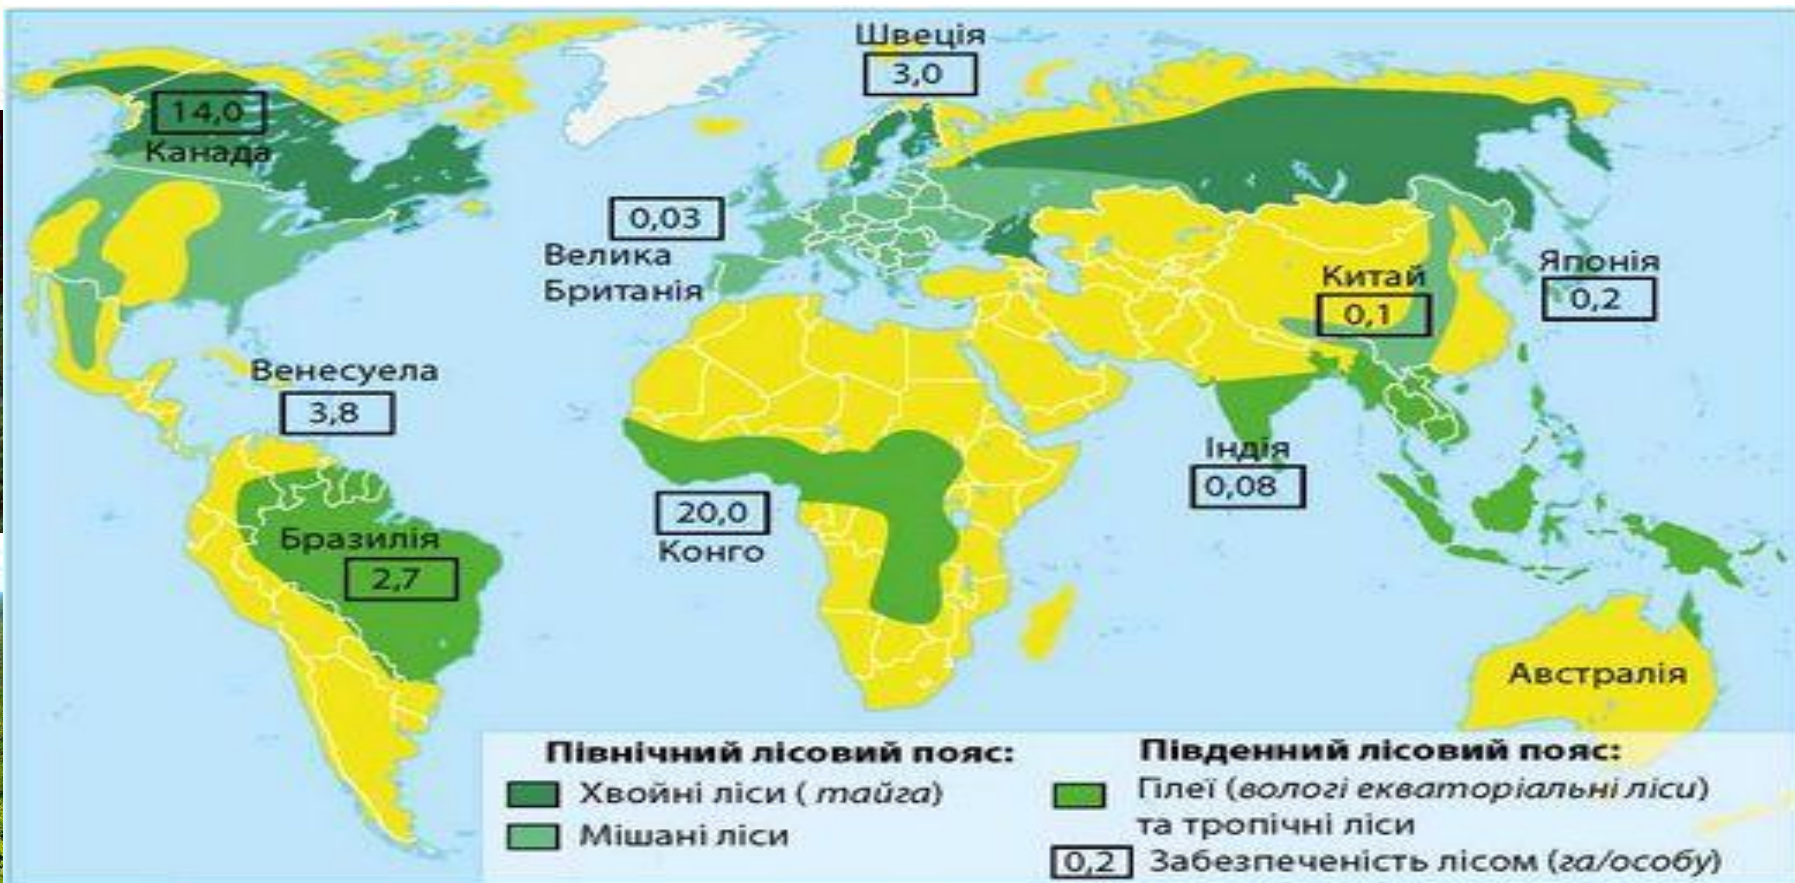 Швеція
3,0
14,0
Канада
0,03
Велика
Британія
Китай
0,1
Японія
0,2
Венесуела
3,8
Індія
0,08
20,0
Конго
Бразилія
2,7
Австралія
Північний лісовий пояс:
Хвойні ліси ( тайга)
Мішані ліси
Південний лісовий пояс:
Гілеї (вологі екваторіальні ліси)
та тропічні ліси
0,2 Забезпеченість лісом (га/особу)